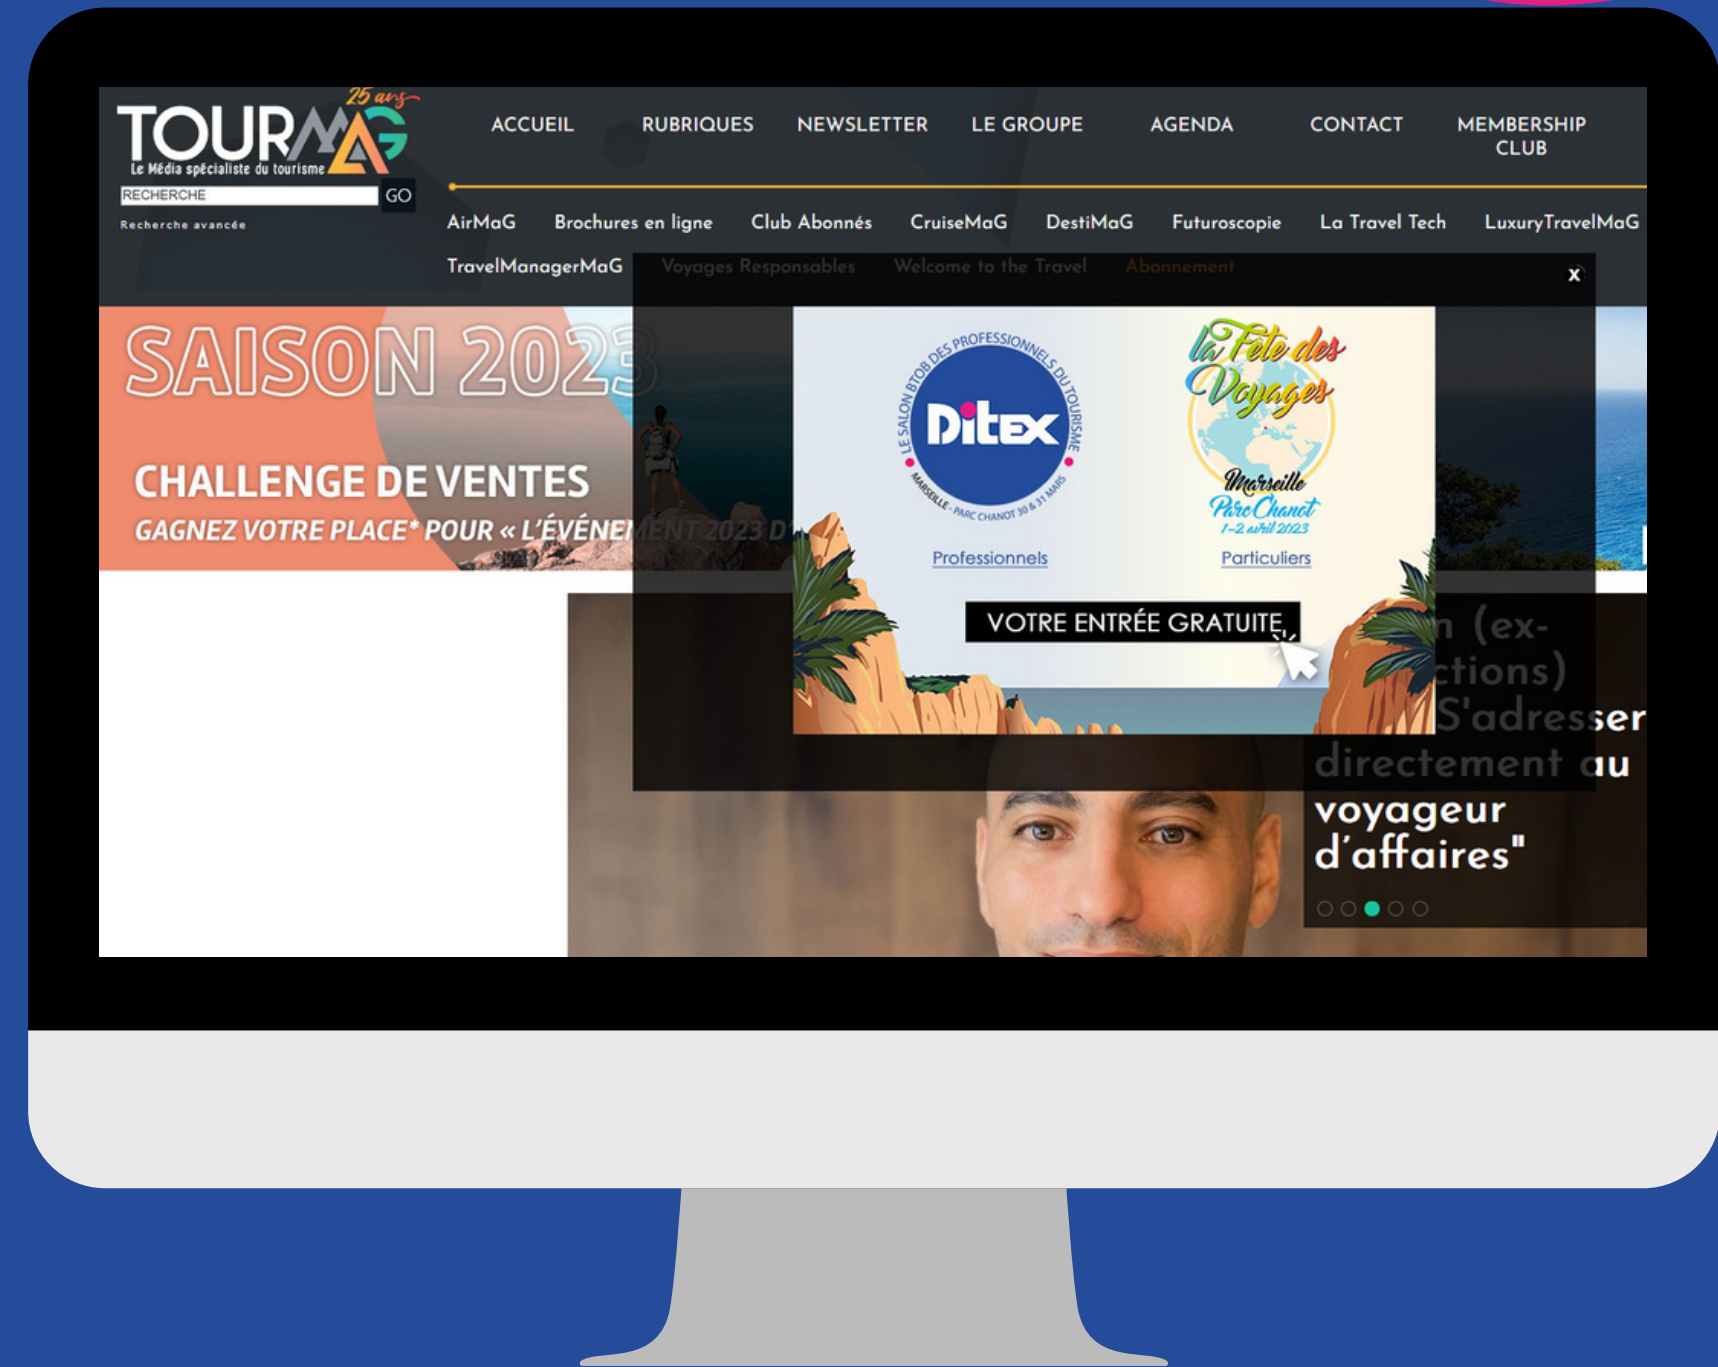 25 ans
TOURMAG
Le Média spécialiste du tourisme
RECHERCHE GO
Recherche avancée
ACCUEIL RUBRIQUES NEWSLETTER LE GROUPE AGENDA CONTACT MEMBERSHIP CLUB
AirMaG Brochures en ligne Club Abonnés CruiseMaG DestiMaG Futuroscopie La Travel Tech LuxuryTravelMaG
TravelManagerMaG Voyages Responsables Welcome to the Travel Abonnement
X
SAISON 2023
CHALLENGE DE VENTES
GAGNEZ VOTRE PLACE* POUR « L'ÉVÉNEMENT 2023 D'
LE SALON BTOB DES PROFESSIONNELS DU TOURISME
Ditex
MARSEILLE - PARC CHANOT 30 & 31 MARS
Professionnels
la Fête des
Voyages
Marseille
Parc Chanot
1-2 avril 2023
Particuliers
VOTRE ENTRÉE GRATUITE
(ex-
S'adresser
directement au
voyageur
d'affaires"